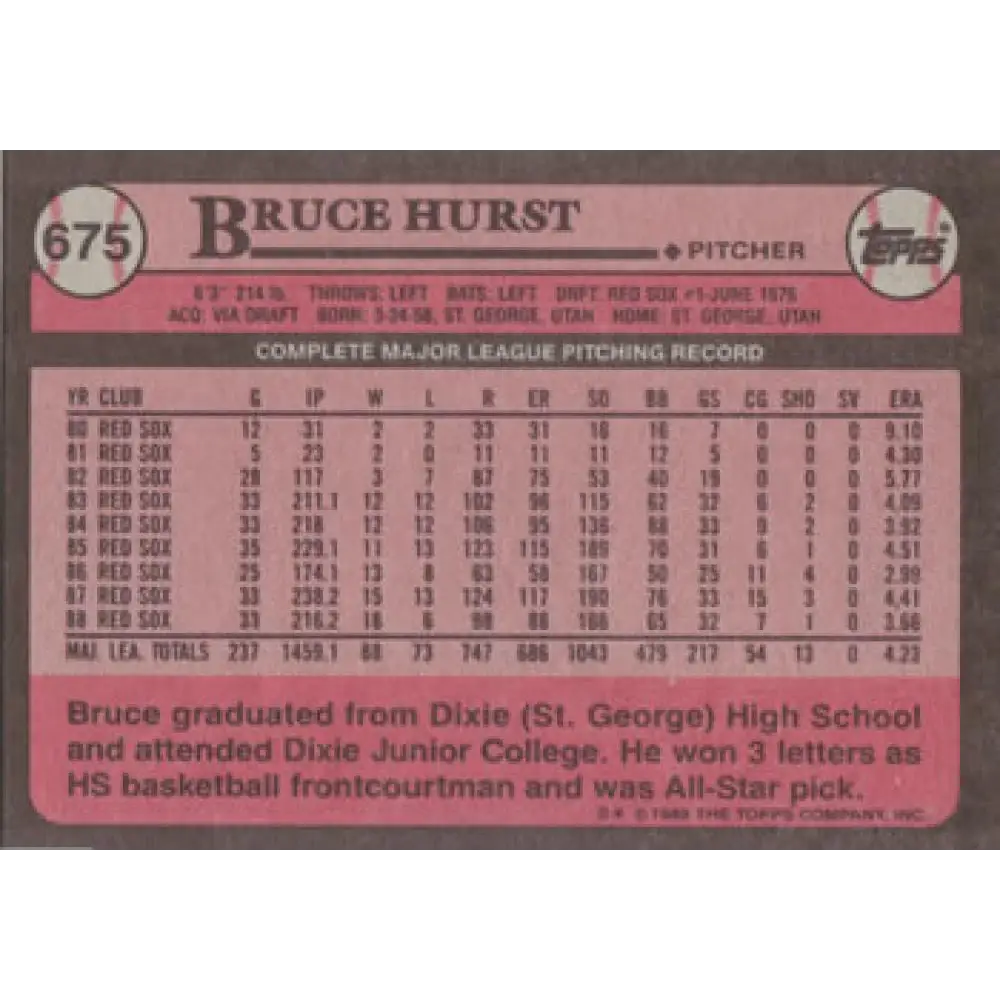 675
BRUCE HURST
PITCHER
TOPPS®
6'3" 214 lb. THROWS: LEFT BATS: LEFT DRFT: RED SOX #1-JUNE 1976
ACQ: VIA DRAFT BORN: 3-24-58, ST. GEORGE, UTAH HOME: ST. GEORGE, UTAH
COMPLETE MAJOR LEAGUE PITCHING RECORD
YR CLUB G IP W L R ER SO BB GS CG SHO SV ERA
80 RED SOX 12 31 2 2 33 31 16 16 7 0 0 0 9.10
81 RED SOX 5 23 2 0 11 11 11 12 5 0 0 0 4.30
82 RED SOX 28 117 3 7 87 75 53 40 19 0 0 0 5.77
83 RED SOX 33 211.1 12 12 102 96 115 62 32 6 2 0 4.09
84 RED SOX 33 218 12 12 106 95 136 88 33 9 2 0 3.92
85 RED SOX 35 229.1 11 13 123 115 189 70 31 6 1 0 4.51
86 RED SOX 25 174.1 13 8 63 58 167 50 25 11 4 0 2.99
87 RED SOX 33 238.2 15 13 124 117 190 76 33 15 3 0 4.41
88 RED SOX 33 216.2 18 6 98 88 166 65 32 7 1 0 3.66
MAJ. LEA. TOTALS 237 1459.1 88 73 747 686 1043 479 217 54 13 0 4.23
Bruce graduated from Dixie (St. George) High School
and attended Dixie Junior College. He won 3 letters as
HS basketball frontcourtman and was All-Star pick.
D* © 1989 THE TOPPS COMPANY, INC.